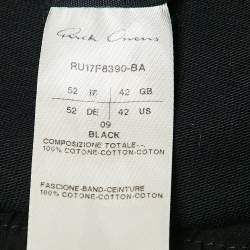 Rick Owens
RU17F8390-BA
52 IT 42 GB
52 DE 42 US
09
BLACK
COMPOSIZIONE TOTALE--
100% COTONE-COTTON-COTON
FASCIONE-BAND-CEINTURE
100% COTONE-COTTON-COTON